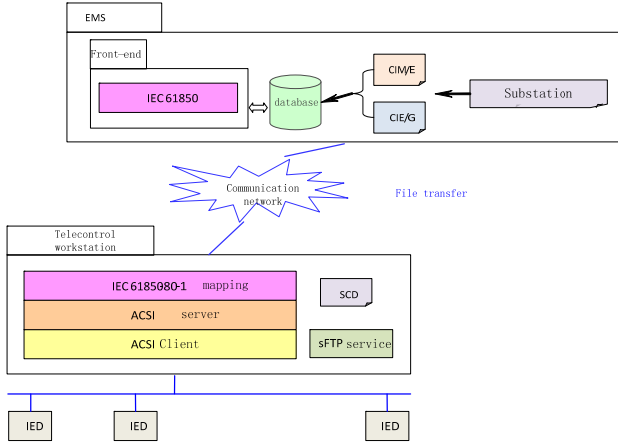 EMS
Front-end
IEC 61850
database
CIM/E
CIE/G
Substation
Communication
network
File transfer
Telecontrol
workstation
IEC 6185080-1 mapping
ACSI server
ACSI Client
SCD
sFTP service
IED
IED
IED